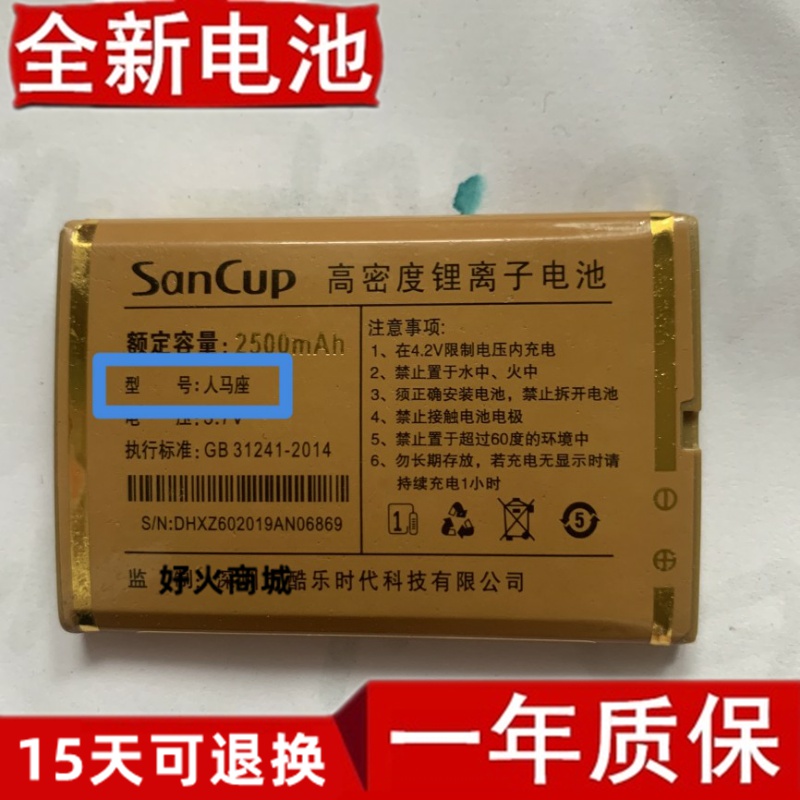 全新电池
SanCup 高密度锂离子电池
额定容量: 2500mAh
型 号: 人马座
电 压: 3.7V
执行标准: GB 31241-2014
S/N:DHXZ602019AN06869
注意事项:
1、在4.2V限制电压内充电
2、禁止置于水中、火中
3、须正确安装电池，禁止拆开电池
4、禁止接触电池电极
5、禁止置于超过60度的环境中
6、勿长期存放，若充电无显示时请
持续充电1小时
1
5
监 酷乐时代科技有限公司
好火商城
15天可退换
一年质保